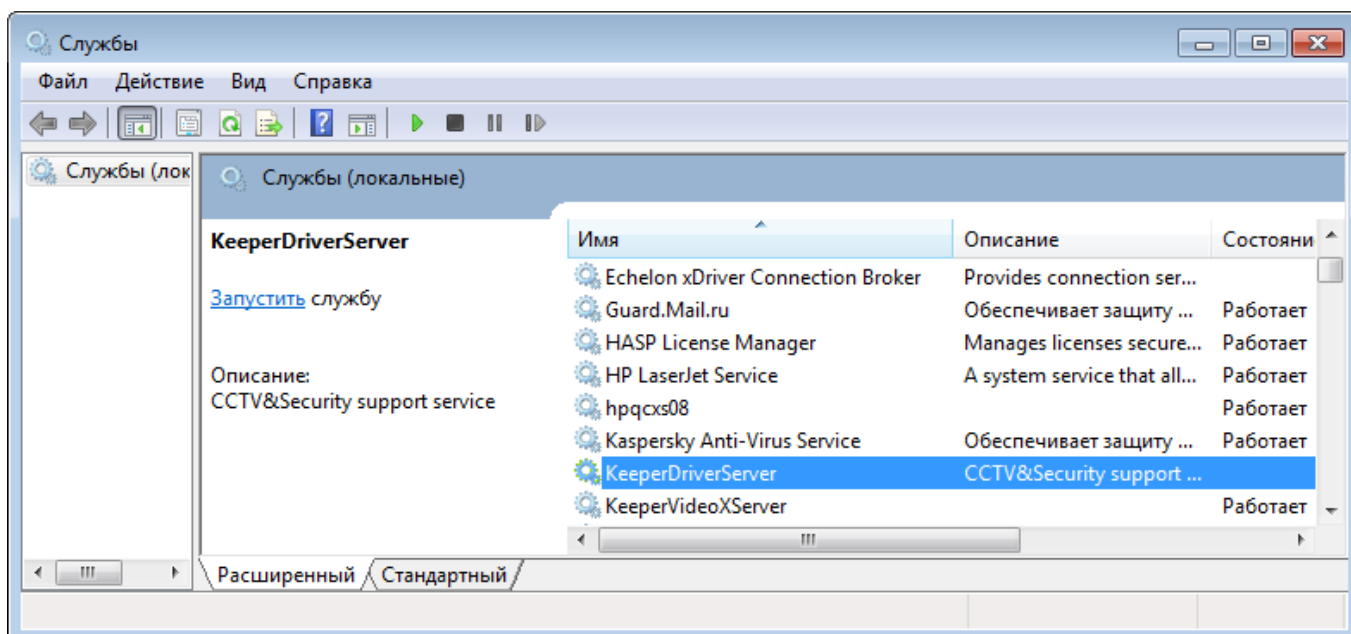 Службы
Файл Действие Вид Справка
Службы (лок
Службы (локальные)
KeeperDriverServer
Запустить службу
Описание:
CCTV&Security support service
Имя Описание Состояни
Echelon xDriver Connection Broker Provides connection ser...
Guard.Mail.ru Обеспечивает защиту ... Работает
HASP License Manager Manages licenses secure... Работает
HP LaserJet Service A system service that all... Работает
hpqcxs08 Работает
Kaspersky Anti-Virus Service Обеспечивает защиту ... Работает
KeeperDriverServer CCTV&Security support ...
KeeperVideoXServer Работает
Расширенный Стандартный